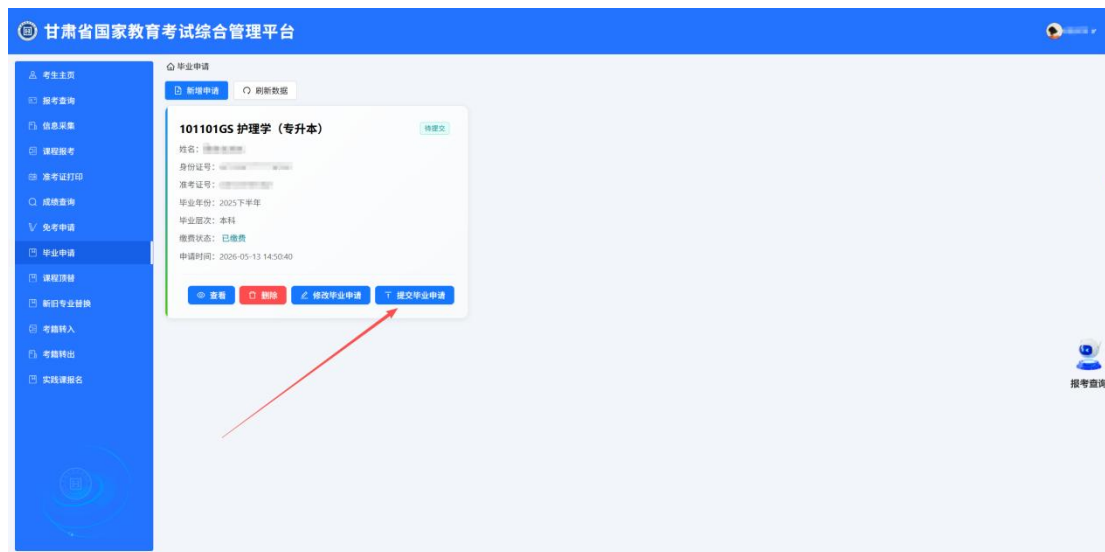 甘肃省国家教育考试综合管理平台
考生主页
报考查询
信息采集
课程报考
准考证打印
成绩查询
免考申请
毕业申请
课程顶替
新旧专业替换
考籍转入
考籍转出
实践课报名
毕业申请
新增申请 刷新数据
101101GS 护理学（专升本） 待提交
姓名：
身份证号：
准考证号：
毕业年份：2025下半年
毕业层次：本科
缴费状态： 已缴费
申请时间：2026-05-13 14:50:40
查看 删除 修改毕业申请 提交毕业申请
报考查询